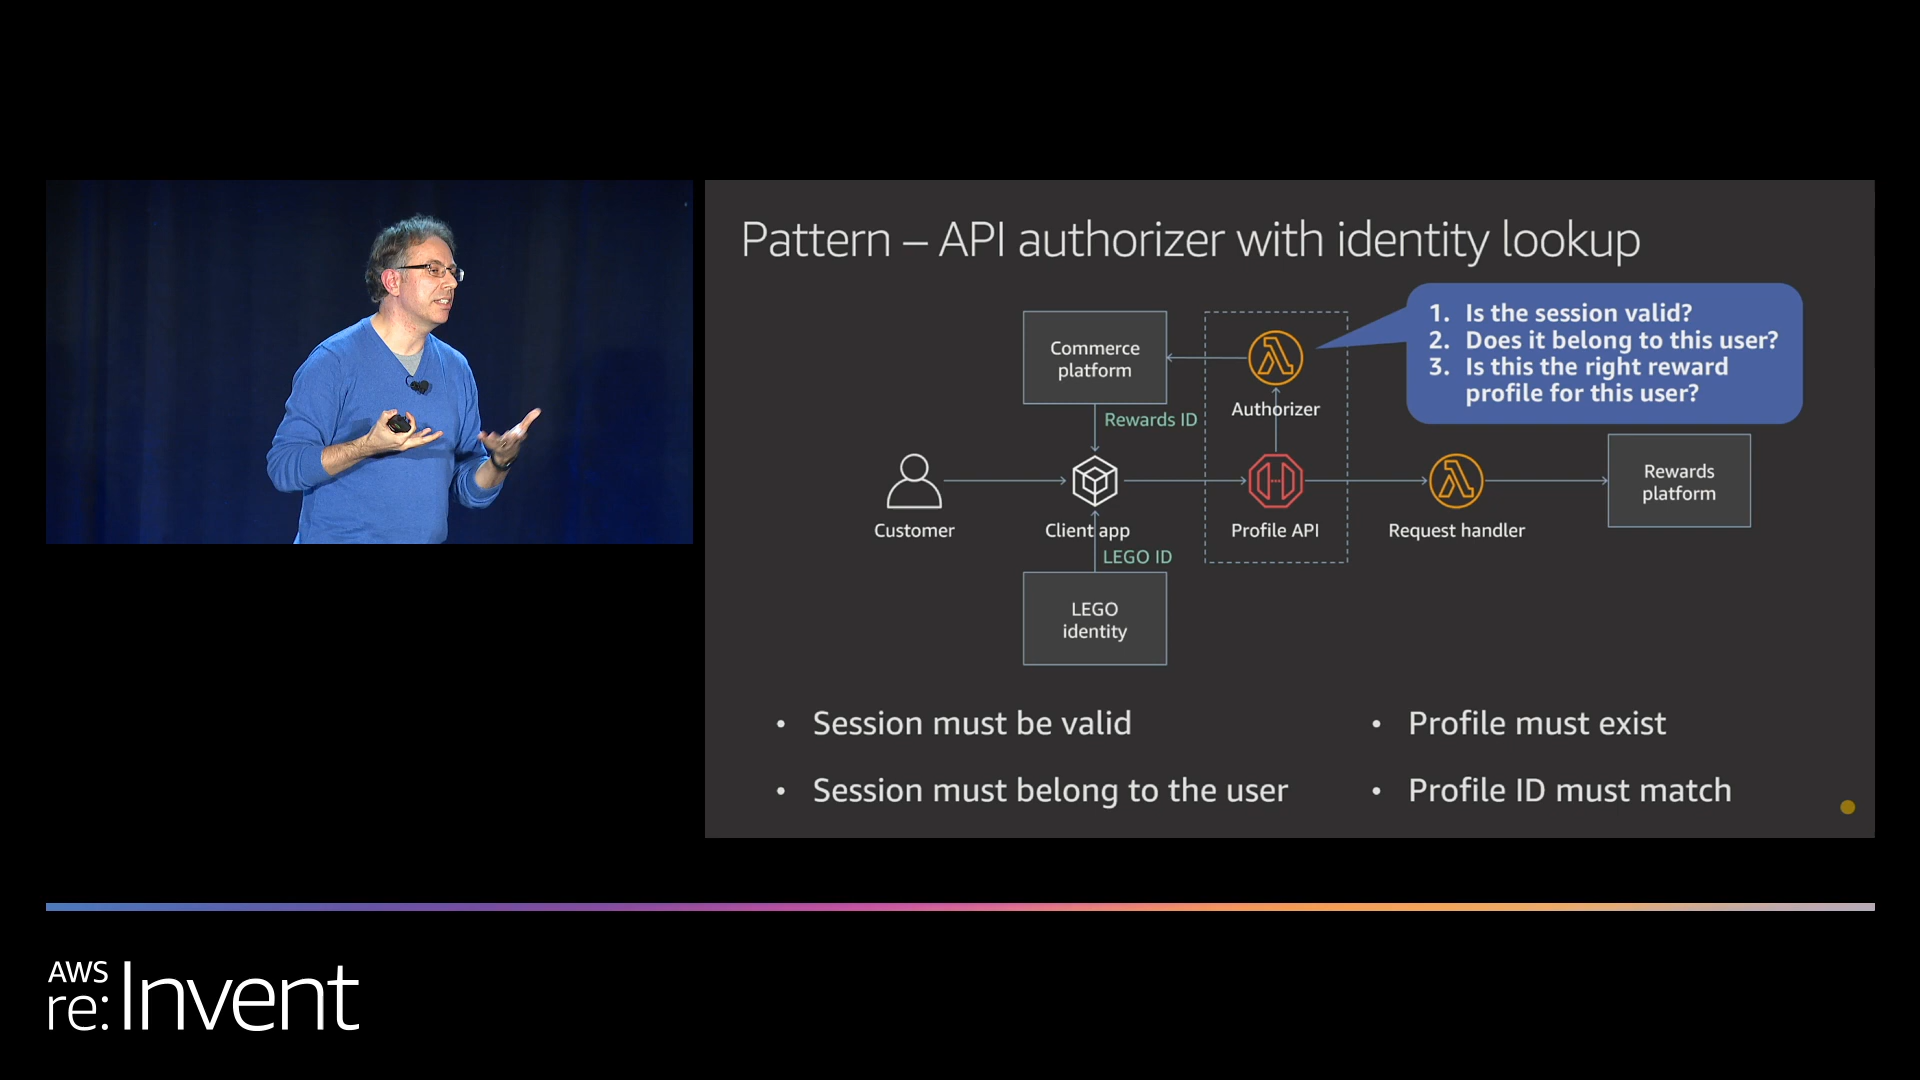 Pattern – API authorizer with identity lookup
1. Is the session valid?
2. Does it belong to this user?
3. Is this the right reward
profile for this user?
Commerce
platform
Authorizer
Rewards ID
Rewards
platform
Customer
Client app
Profile API
Request handler
LEGO ID
LEGO
identity
• Session must be valid
• Session must belong to the user
• Profile must exist
• Profile ID must match
AWS
re:Invent